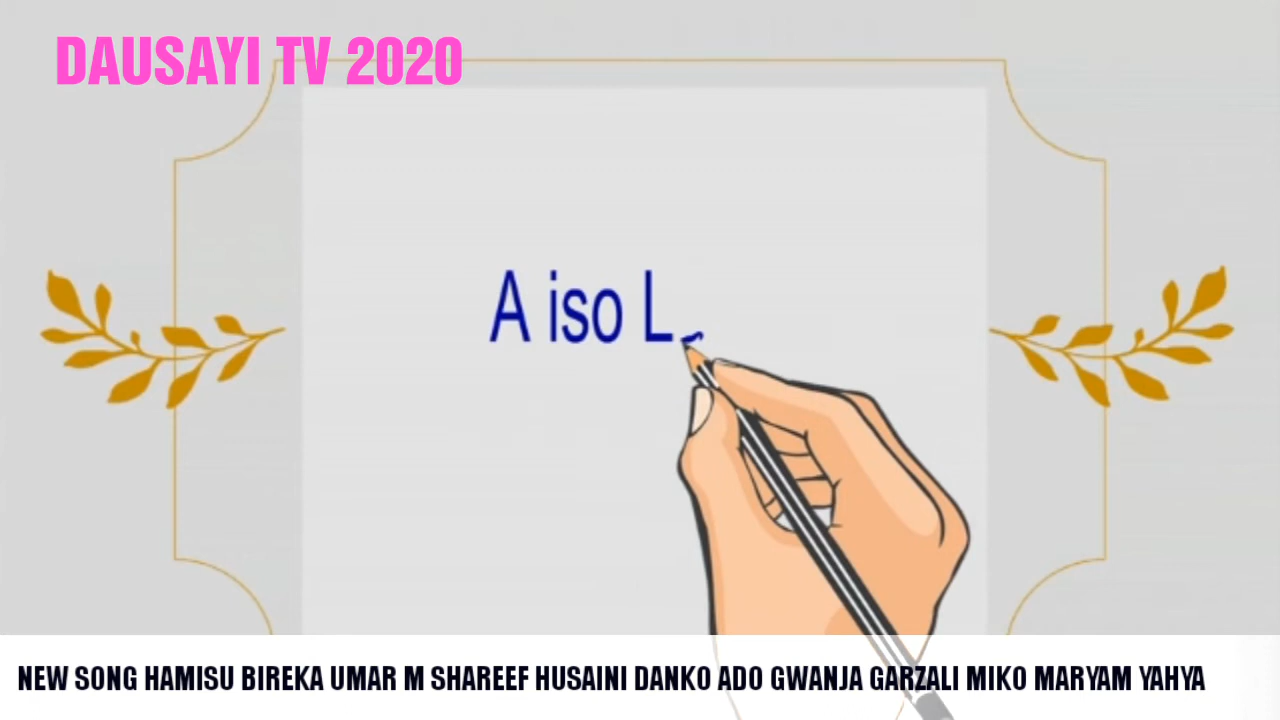 DAUSAYI TV 2020
A iso L
NEW SONG HAMISU BIREKA UMAR M SHAREEF HUSAINI DANKO ADO GWANJA GARZALI MIKO MARYAM YAHYA